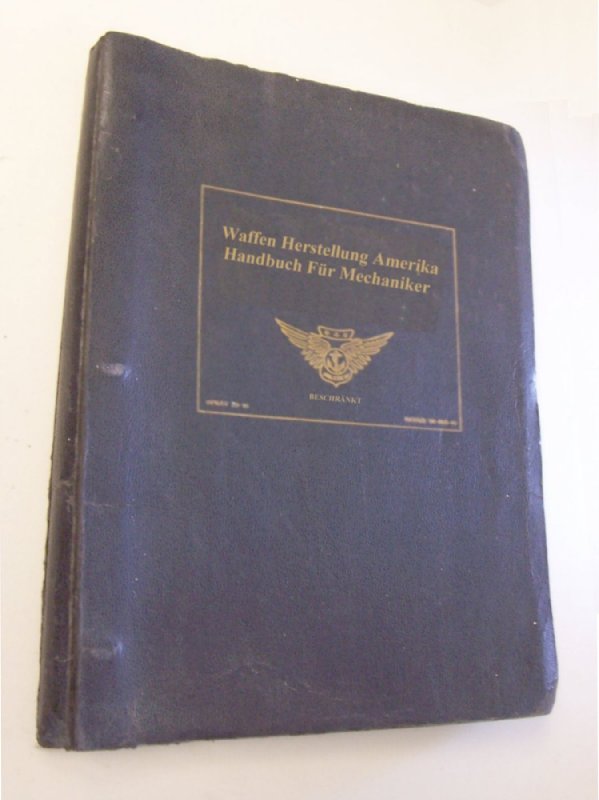 Waffen Herstellung Amerika
Handbuch Für Mechaniker
BESCHRÄNKT